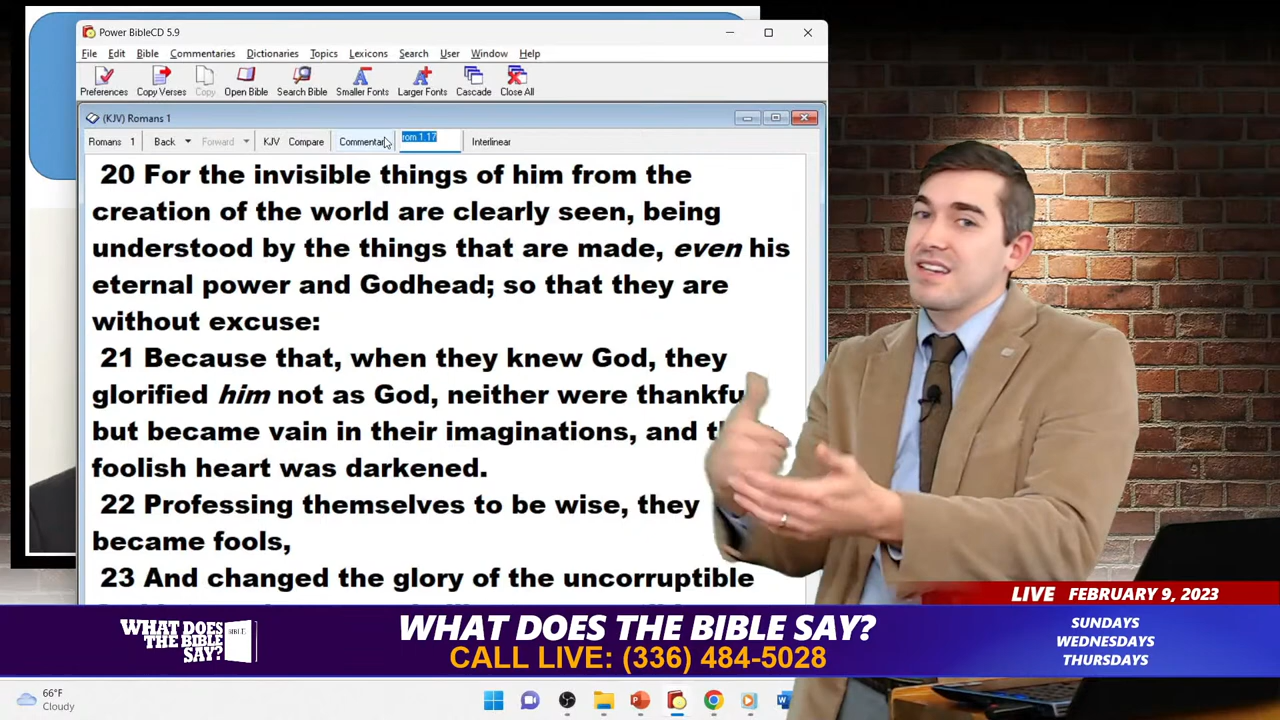 Power BibleCD 5.9
File Edit Bible Commentaries Dictionaries Topics Lexicons Search User Window Help
Preferences Copy Verses Copy Open Bible Search Bible Smaller Fonts Larger Fonts Cascade Close All
(KJV) Romans 1
Romans 1 Back Forward KJV Compare Commentar rom 1.17 Interlinear
20 For the invisible things of him from the
creation of the world are clearly seen, being
understood by the things that are made, even his
eternal power and Godhead; so that they are
without excuse:
21 Because that, when they knew God, they
glorified him not as God, neither were thankfu
but became vain in their imaginations, and
foolish heart was darkened.
22 Professing themselves to be wise, they
became fools,
23 And changed the glory of the uncorruptible
LIVE FEBRUARY 9, 2023
WHAT DOES
THE BIBLE
SAY?
BIBLE
WHAT DOES THE BIBLE SAY?
CALL LIVE: (336) 484-5028
SUNDAYS
WEDNESDAYS
THURSDAYS
66°F
Cloudy